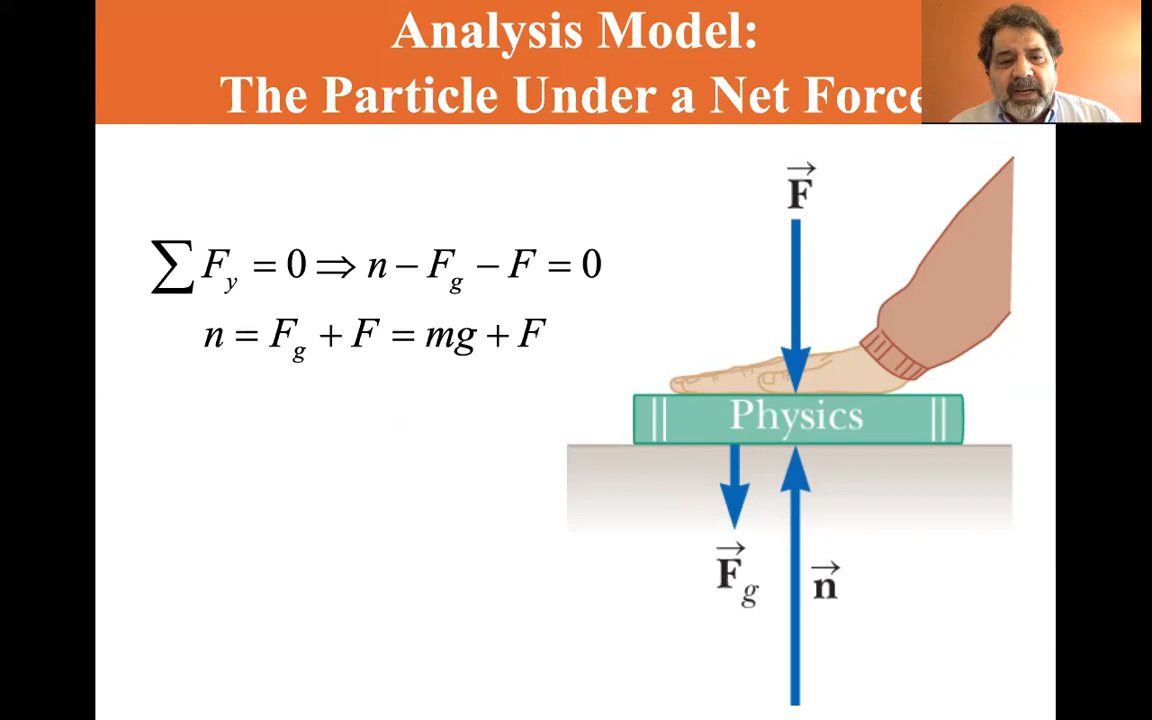 Analysis Model:
The Particle Under a Net Force
∑ F_y = 0 ⇒ n − F_g − F = 0
n = F_g + F = mg + F
F⃗
Physics
F⃗_g
n⃗